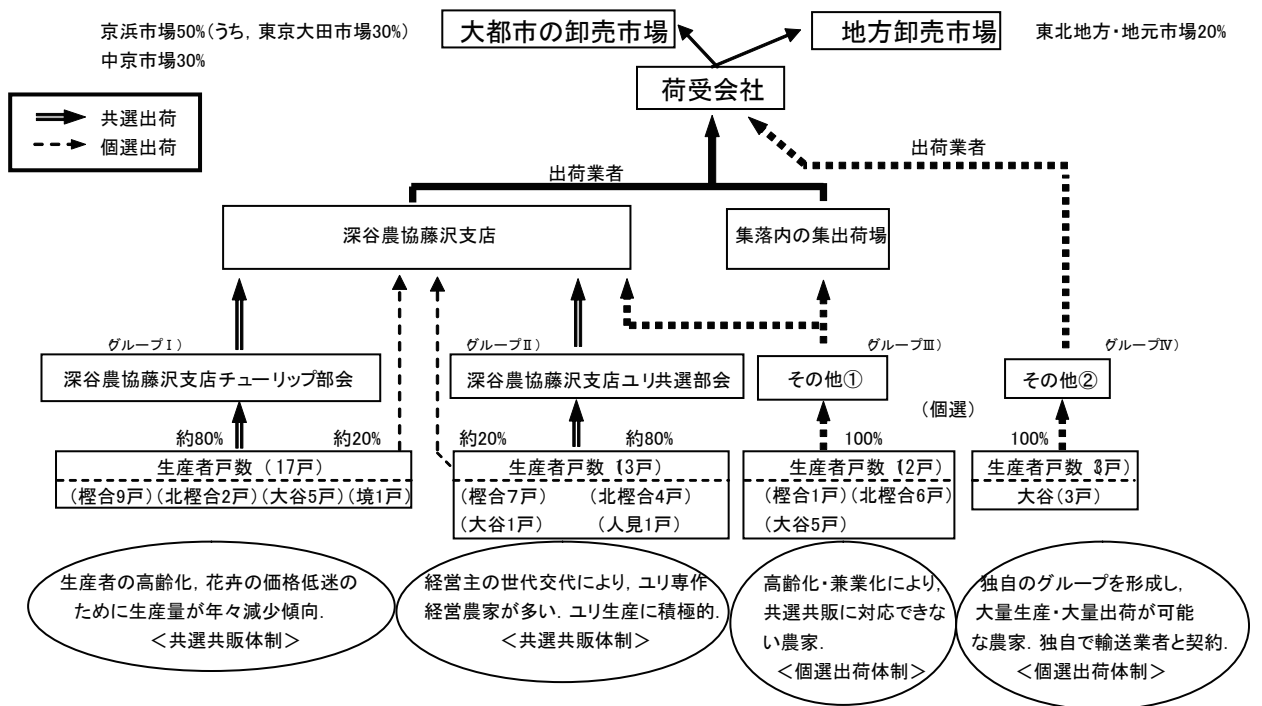 京浜市場50%(うち，東京大田市場30%)
中京市場30%
大都市の卸売市場
地方卸売市場
東北地方・地元市場20%
荷受会社
共選出荷
個選出荷
出荷業者
出荷業者
深谷農協藤沢支店
集落内の集出荷場
グループⅠ）
グループⅡ）
グループⅢ）
グループⅣ）
深谷農協藤沢支店チューリップ部会
深谷農協藤沢支店ユリ共選部会
その他①
その他②
（個選）
約80%
約20%
約20%
約80%
100%
100%
生産者戸数（17戸）
（樫合9戸）（北樫合2戸）（大谷5戸）（境1戸）
生産者戸数（13戸）
（樫合7戸）
（北樫合4戸）
（大谷1戸）
（人見1戸）
生産者戸数（12戸）
（樫合1戸）（北樫合6戸）
（大谷5戸）
生産者戸数（3戸）
大谷（3戸）
生産者の高齢化，花卉の価格低迷の
ために生産量が年々減少傾向．
＜共選共販体制＞
経営主の世代交代により，ユリ専作
経営農家が多い．ユリ生産に積極的．
＜共選共販体制＞
高齢化・兼業化により，
共選共販に対応できな
い農家．
＜個選出荷体制＞
独自のグループを形成し，
大量生産・大量出荷が可能
な農家．独自で輸送業者と契約．
＜個選出荷体制＞